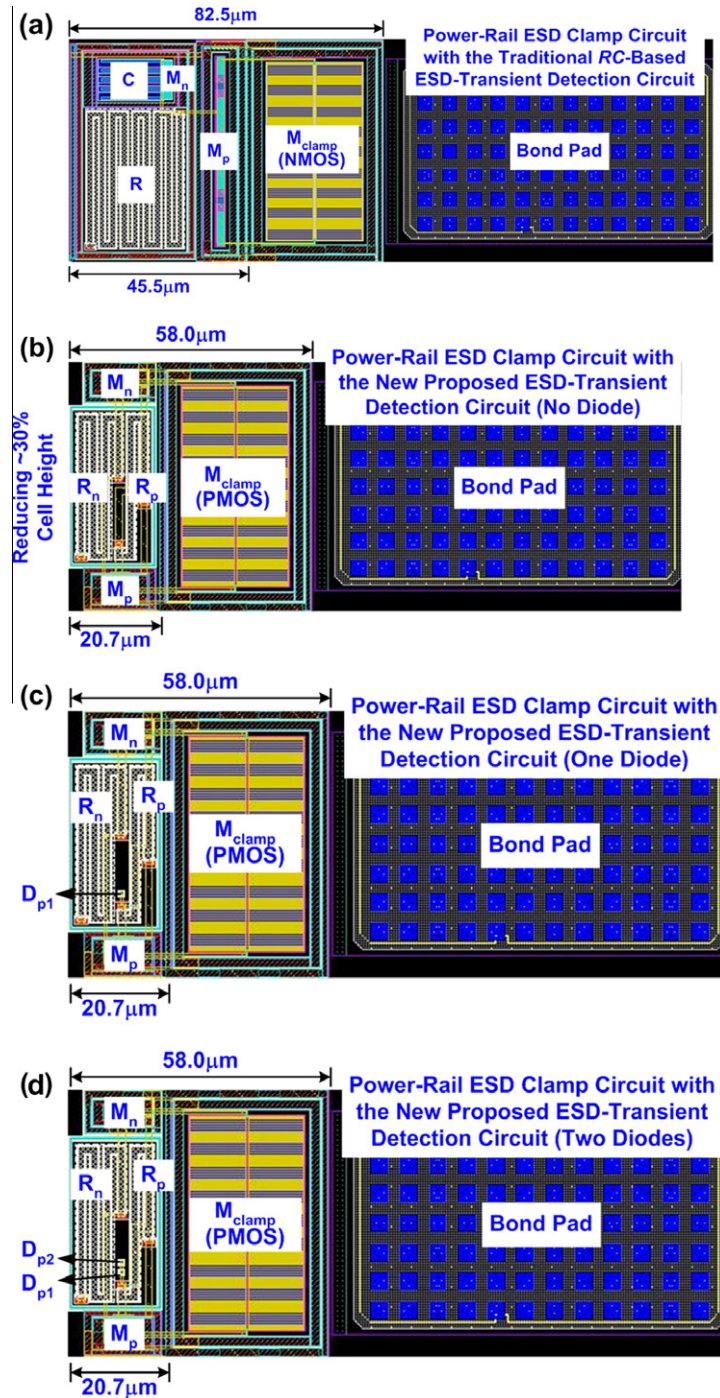 (a)
82.5μm
Power-Rail ESD Clamp Circuit
with the Traditional RC-Based
ESD-Transient Detection Circuit
C
Mn
Mp
Mclamp
(NMOS)
R
Bond Pad
45.5μm
(b)
58.0μm
Power-Rail ESD Clamp Circuit with
the New Proposed ESD-Transient
Detection Circuit (No Diode)
Reducing ~30%
Cell Height
Mn
Rn
Rp
Mclamp
(PMOS)
Bond Pad
Mp
20.7μm
(c)
58.0μm
Power-Rail ESD Clamp Circuit with
the New Proposed ESD-Transient
Detection Circuit (One Diode)
Mn
Rn
Rp
Mclamp
(PMOS)
Bond Pad
Dp1
Mp
20.7μm
(d)
58.0μm
Power-Rail ESD Clamp Circuit with
the New Proposed ESD-Transient
Detection Circuit (Two Diodes)
Mn
Rn
Rp
Mclamp
(PMOS)
Bond Pad
Dp2
Dp1
Mp
20.7μm